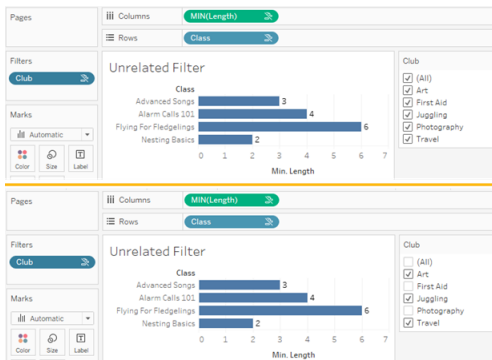 Pages
Columns
MIN(Length)
Rows
Class
Filters
Club
Marks
Automatic
Color
Size
Label
Unrelated Filter
Class
Advanced Songs 3
Alarm Calls 101 4
Flying For Fledgelings 6
Nesting Basics 2
0 1 2 3 4 5 6 7
Min. Length
Club
(All)
Art
First Aid
Juggling
Photography
Travel
Pages
Columns
MIN(Length)
Rows
Class
Filters
Club
Marks
Automatic
Color
Size
Label
Unrelated Filter
Class
Advanced Songs 3
Alarm Calls 101 4
Flying For Fledgelings 6
Nesting Basics 2
0 1 2 3 4 5 6 7
Min. Length
Club
(All)
Art
First Aid
Juggling
Photography
Travel